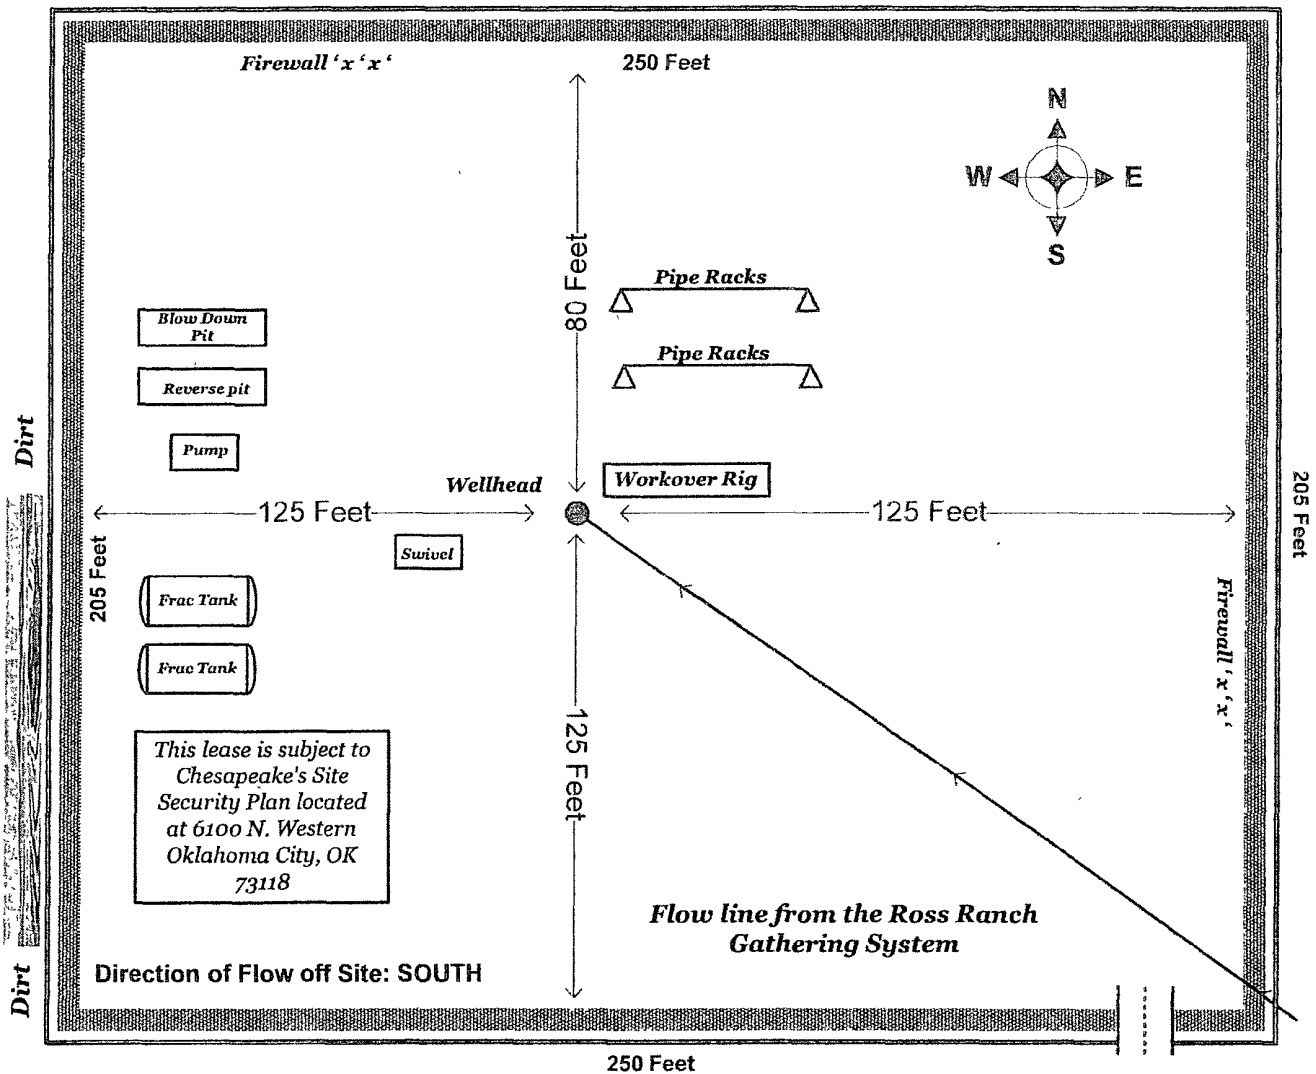 Firewall ‘x ‘x ‘
250 Feet
N
W
E
S
80 Feet
Pipe Racks
Blow Down
Pit
Pipe Racks
Reverse pit
Dirt
Pump
Wellhead
Workover Rig
125 Feet
125 Feet
205 Feet
Swivel
205 Feet
Frac Tank
Firewall ‘x ‘x ‘
Frac Tank
125 Feet
This lease is subject to
Chesapeake's Site
Security Plan located
at 6100 N. Western
Oklahoma City, OK
73118
Flow line from the Ross Ranch
Gathering System
Direction of Flow off Site: SOUTH
Dirt
250 Feet